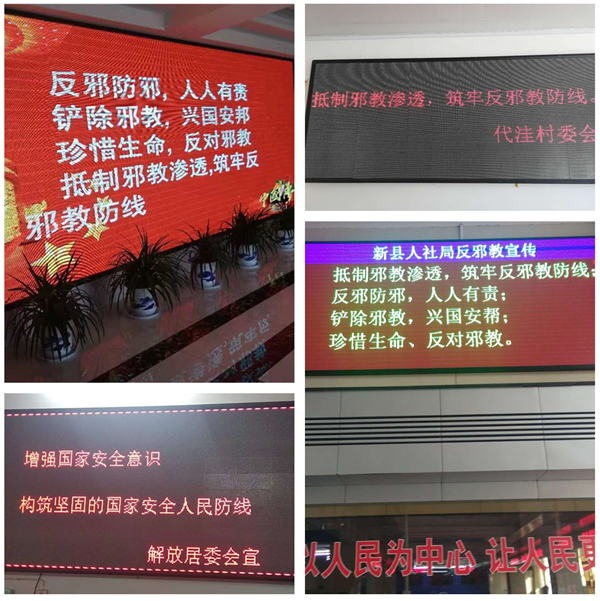 反邪防邪，人人有责
铲除邪教，兴国安邦
珍惜生命，反对邪教
抵制邪教渗透,筑牢反
邪教防线
抵制邪教渗透，筑牢反邪教防线。
代洼村委会
新县人社局反邪教宣传
抵制邪教渗透，筑牢反邪教防线;
反邪防邪，人人有责;
铲除邪教，兴国安帮;
珍惜生命、反对邪教。
增强国家安全意识
构筑坚固的国家安全人民防线
解放居委会宣
以人民为中心 让人民更